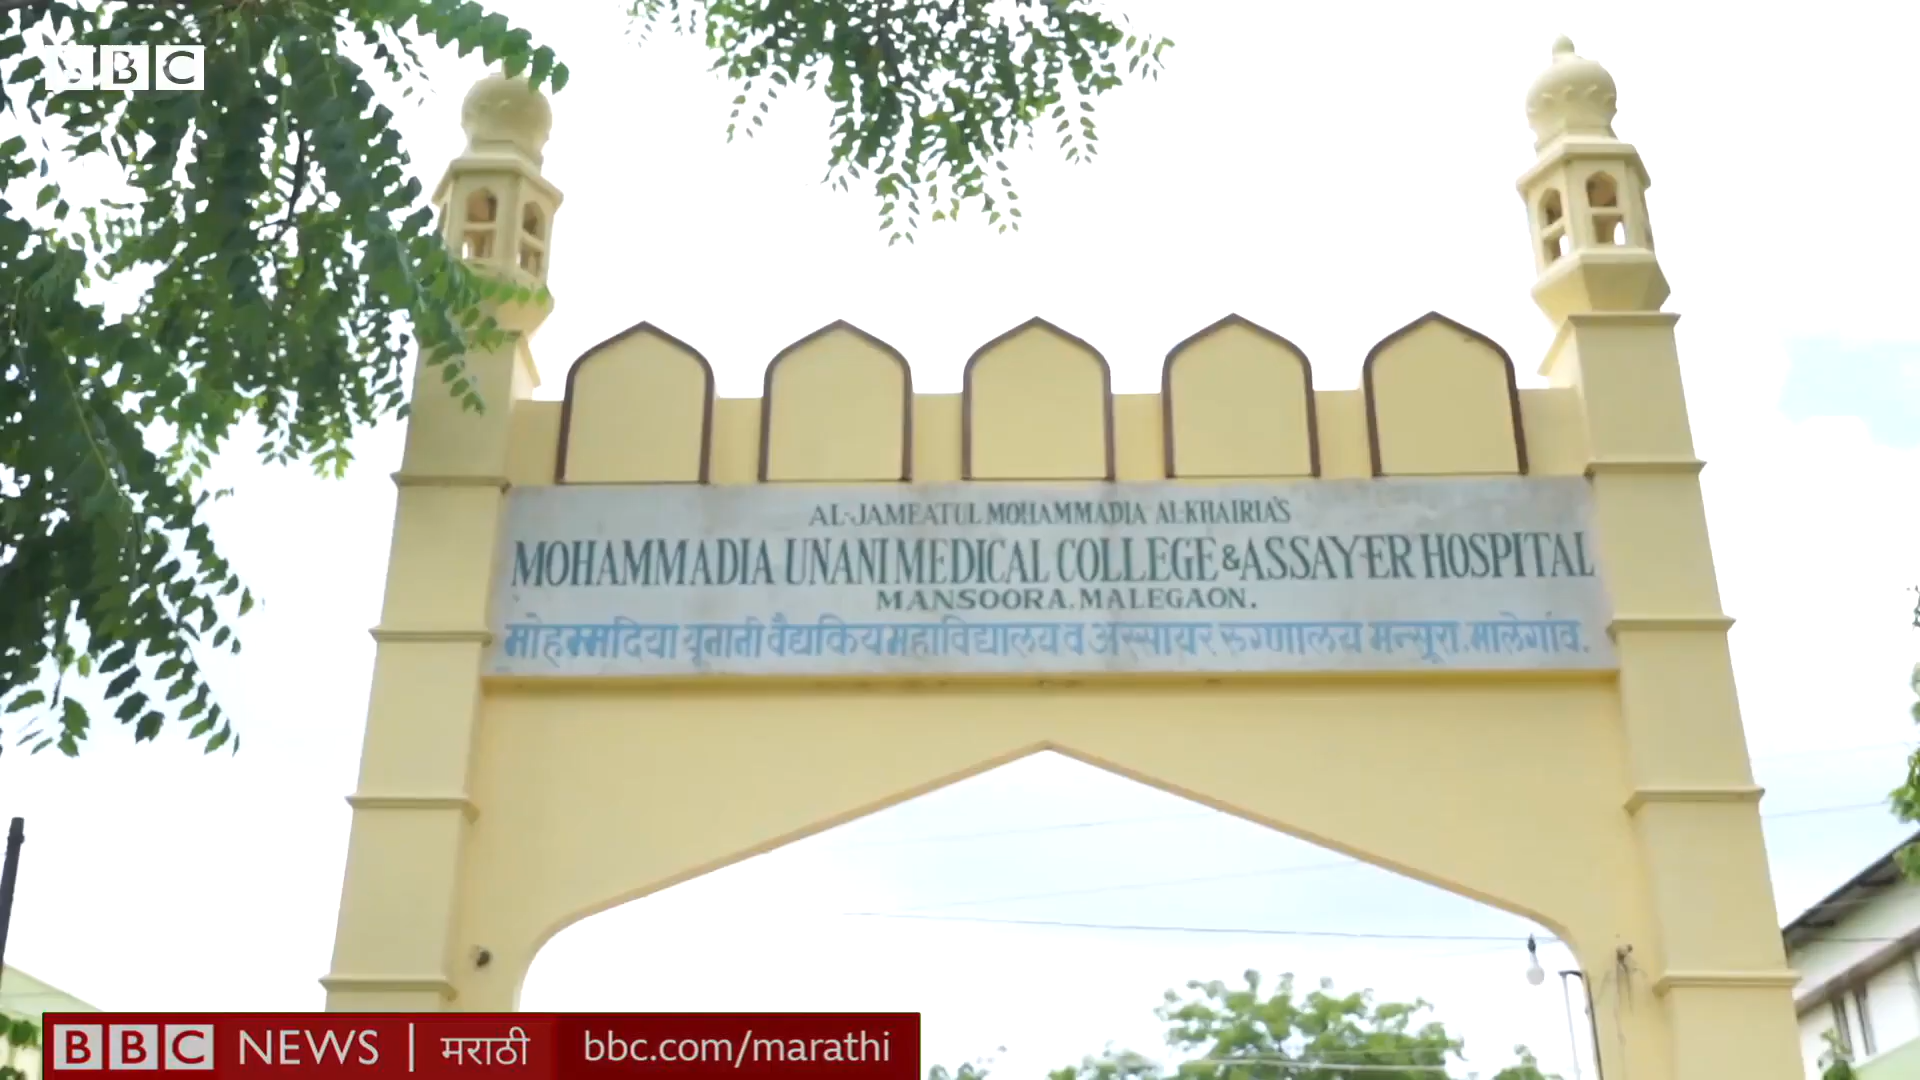 BBC
AL-JAMEATUL MOHAMMADIA AL-KHAIRIA'S
MOHAMMADIA UNANI MEDICAL COLLEGE & ASSAYER HOSPITAL
MANSOORA. MALEGAON.
मोहम्मदिया यूनानी वैद्यकिय महाविद्यालय व अस्सायर रुग्णालय मन्सूरा. मालेगांव.
BBC NEWS | मराठी bbc.com/marathi